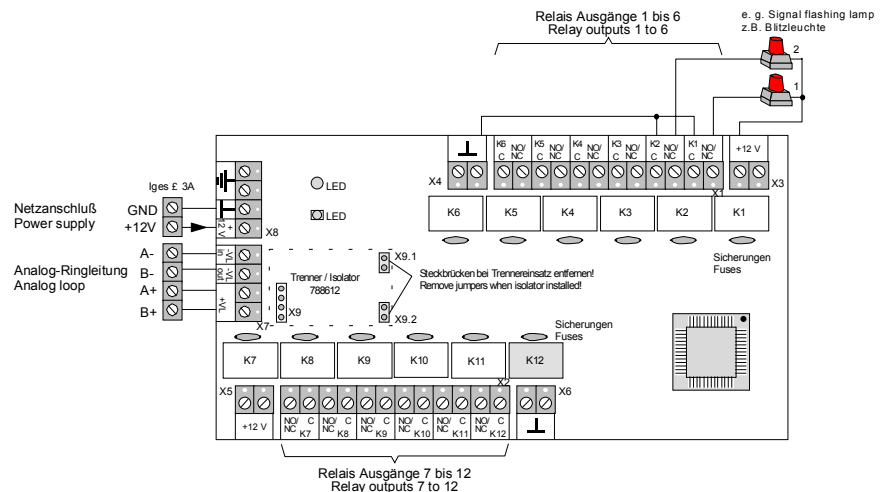 Relais Ausgänge 1 bis 6
Relay outputs 1 to 6
e. g. Signal flashing lamp
z.B. Blitzleuchte
2
1
K6 C NO/NC K5 C NO/NC K4 C NO/NC K3 C NO/NC K2 C NO/NC K1 C NO/NC
+12 V
X4
X1
X3
K6 K5 K4 K3 K2 K1
Iges £ 3A
LED
LED
Netzanschluß
Power supply
GND
+12V
+
12 V
X8
Sicherungen
Fuses
Analog-Ringleitung
Analog loop
A-
B-
A+
B+
-VL in
-VL out
+VL
X7
Trenner / Isolator
788612
X9
X9.1
X9.2
Steckbrücken bei Trennereinsatz entfernen!
Remove jumpers when isolator installed!
Sicherungen
Fuses
K7 K8 K9 K10 K11 K12
X5
X2
X6
+12 V
NO/NC C K7 NO/NC C K8 NO/NC C K9 NO/NC C K10 NO/NC C K11 NO/NC C K12
Relais Ausgänge 7 bis 12
Relay outputs 7 to 12